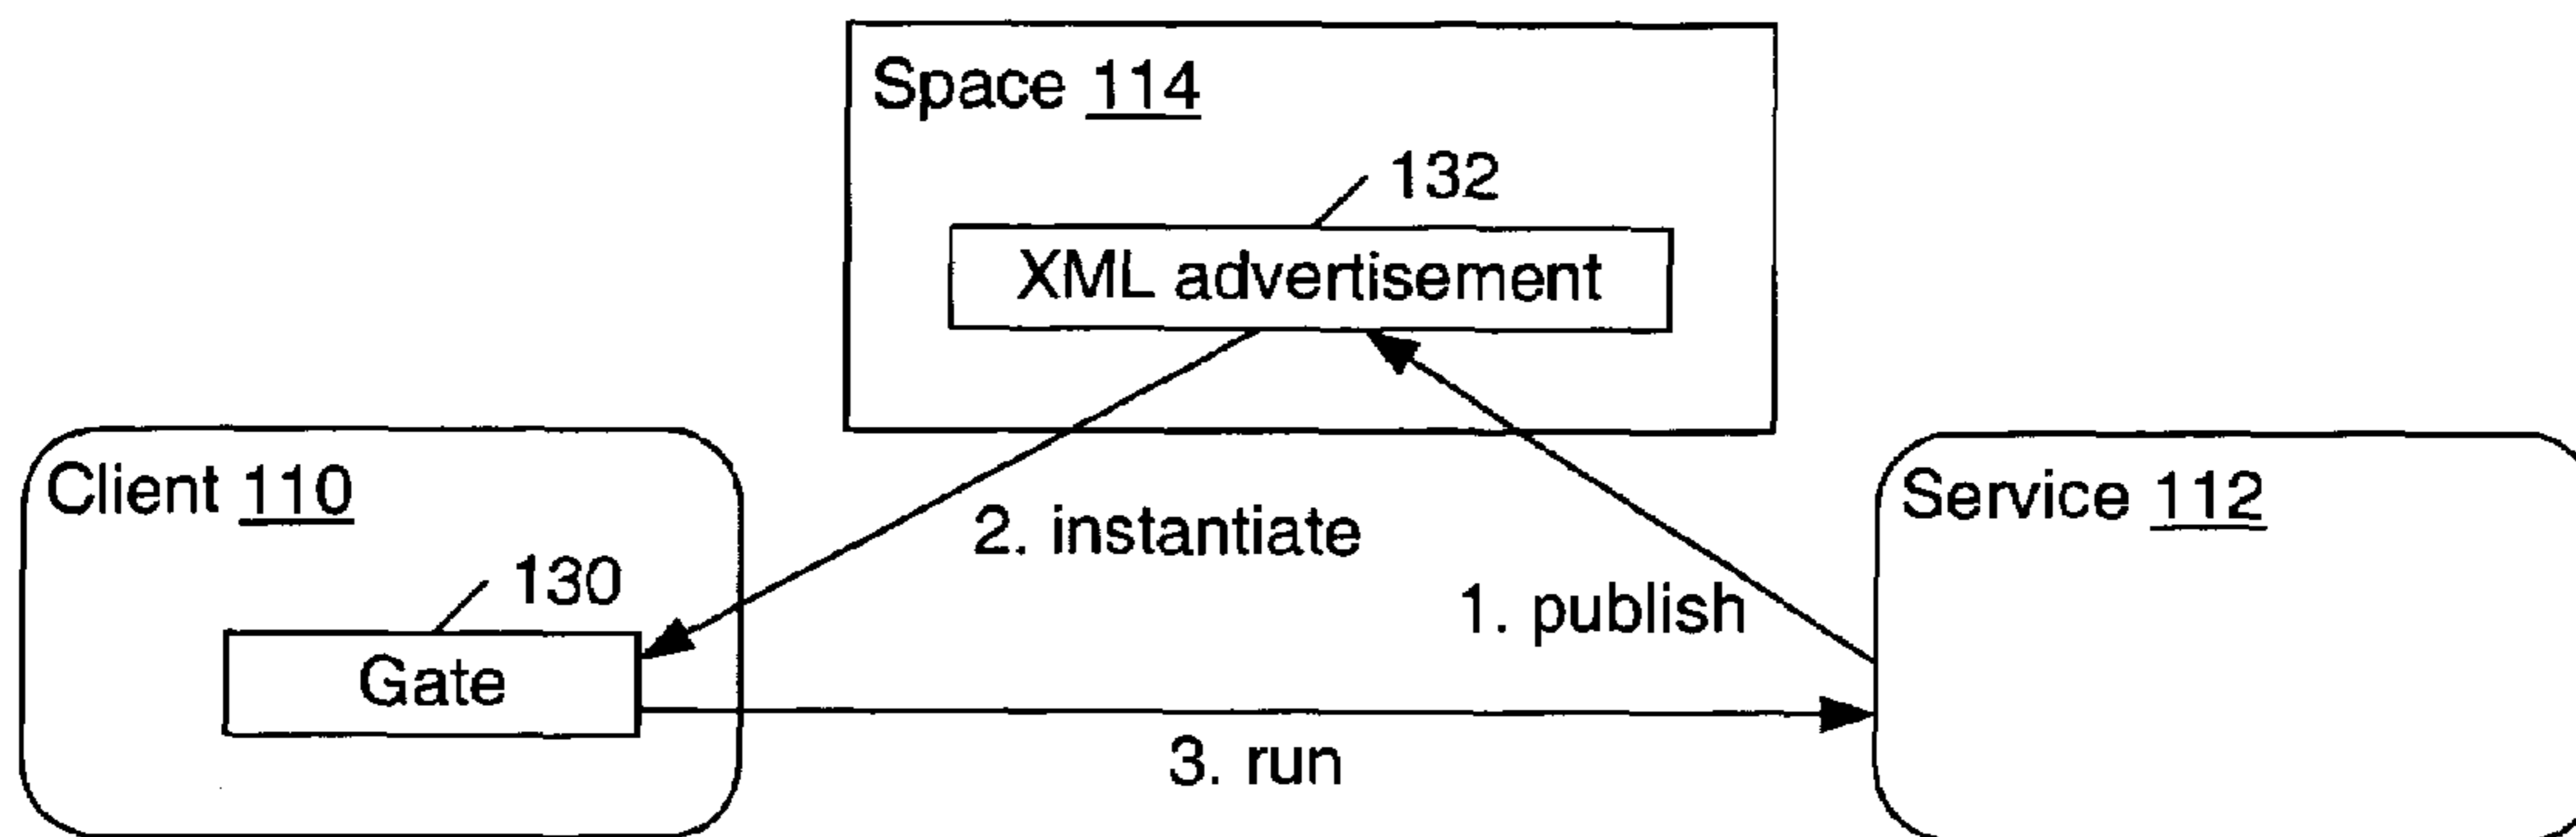 Space 114
132
XML advertisement
Client 110
2. instantiate
Service 112
130
1. publish
Gate
3. run